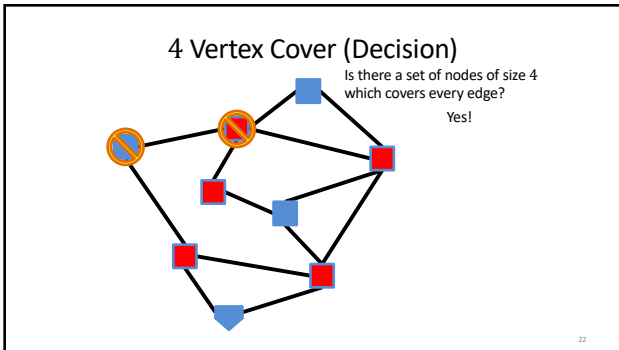 4 Vertex Cover (Decision)
Is there a set of nodes of size 4
which covers every edge?
Yes!
22